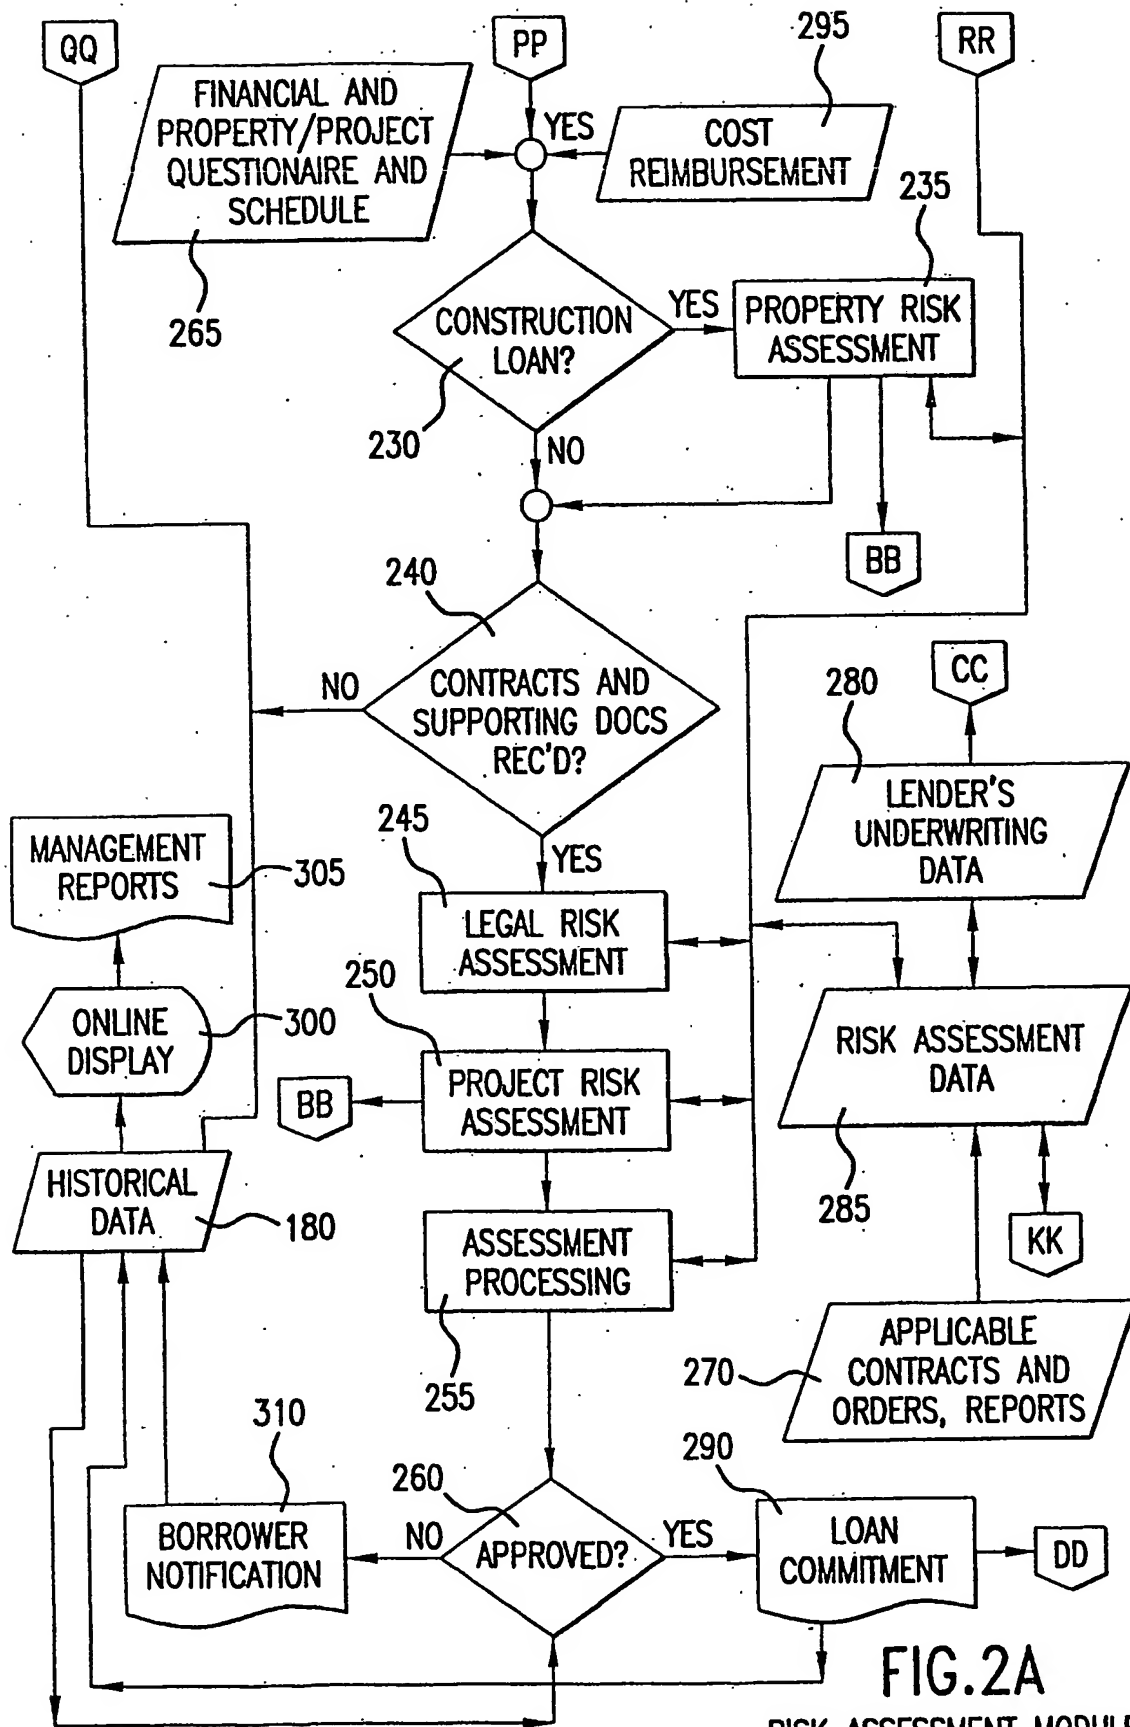 QQ
PP
RR
295
FINANCIAL AND
PROPERTY/PROJECT
QUESTIONAIRE AND
SCHEDULE
YES
COST
REIMBURSEMENT
235
265
CONSTRUCTION
LOAN?
YES
PROPERTY RISK
ASSESSMENT
230
NO
BB
240
CONTRACTS AND
SUPPORTING DOCS
REC'D?
NO
CC
280
LENDER'S
UNDERWRITING
DATA
245
YES
MANAGEMENT
REPORTS
305
LEGAL RISK
ASSESSMENT
250
ONLINE
DISPLAY
300
RISK ASSESSMENT
DATA
BB
PROJECT RISK
ASSESSMENT
285
HISTORICAL
DATA
180
KK
ASSESSMENT
PROCESSING
255
270
APPLICABLE
CONTRACTS AND
ORDERS, REPORTS
310
260
290
BORROWER
NOTIFICATION
NO
APPROVED?
YES
LOAN
COMMITMENT
DD
FIG.2A
RISK ASSESSMENT MODULE